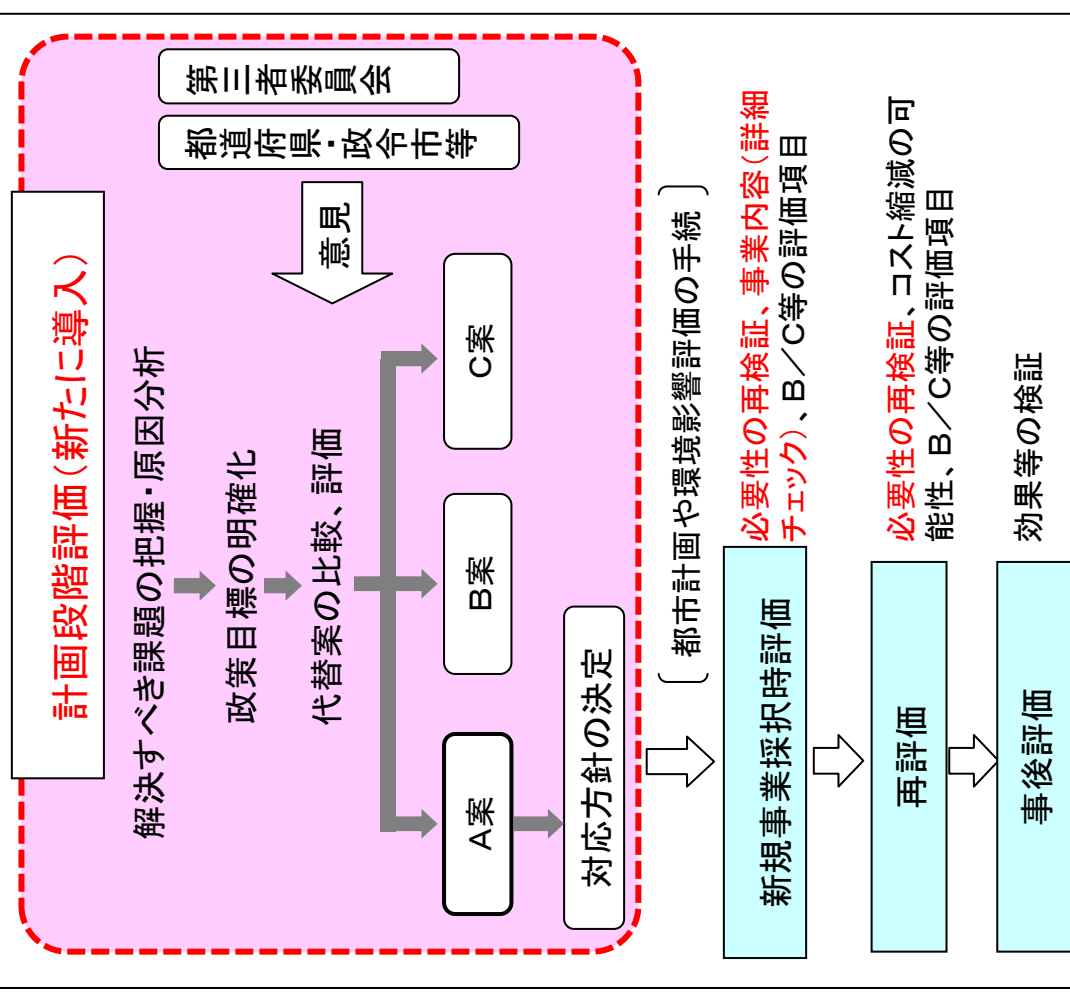 計画段階評価(新たに導入)
解決すべき課題の把握・原因分析
政策目標の明確化
代替案の比較、評価
第三者委員会
都道府県・政令市等
意見
A案
B案
C案
対応方針の決定
都市計画や環境影響評価の手続
新規事業採択時評価
必要性の再検証、事業内容(詳細
チェック)、B/C等の評価項目
再評価
必要性の再検証、コスト縮減の可
能性、B/C等の評価項目
事後評価
効果等の検証